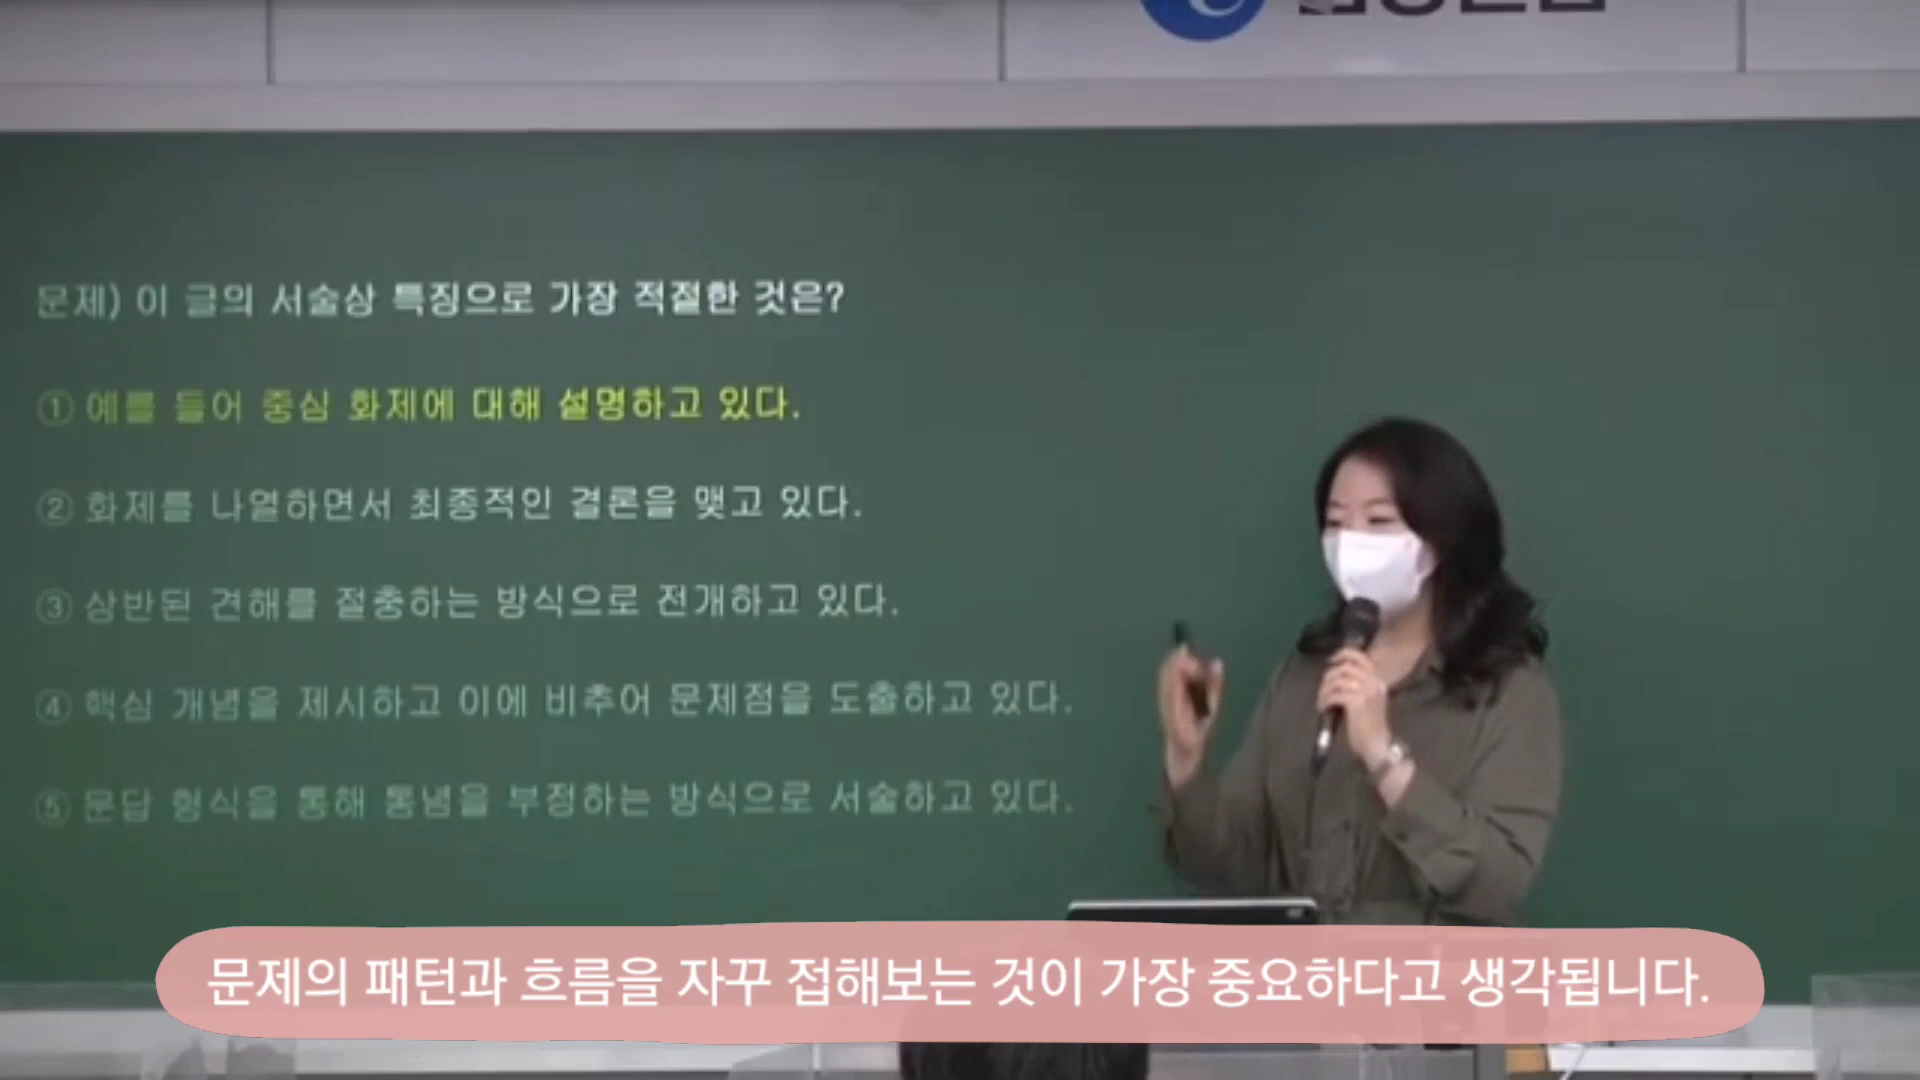 문제) 이 글의 서술상 특징으로 가장 적절한 것은?
① 예를 들어 중심 화제에 대해 설명하고 있다.
② 화제를 나열하면서 최종적인 결론을 맺고 있다.
③ 상반된 견해를 절충하는 방식으로 전개하고 있다.
④ 핵심 개념을 제시하고 이에 비추어 문제점을 도출하고 있다.
⑤ 문답 형식을 통해 통념을 부정하는 방식으로 서술하고 있다.
문제의 패턴과 흐름을 자꾸 접해보는 것이 가장 중요하다고 생각됩니다.